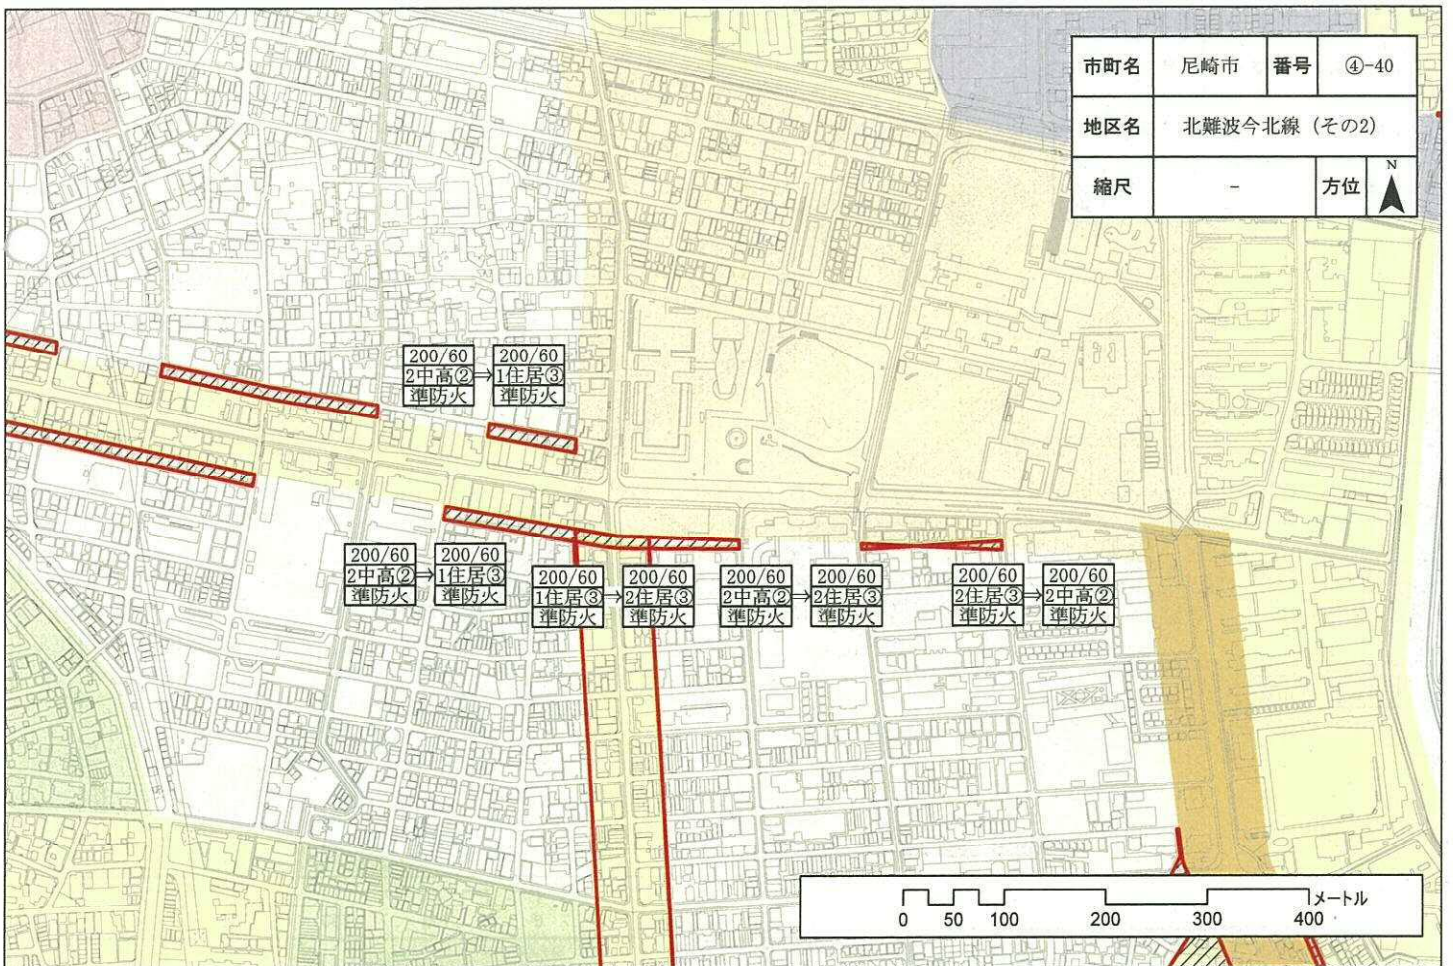 市町名 尼崎市 番号 ④-40
地区名 北難波今北線 (その2)
縮尺 - 方位 N
200/60 → 200/60
2中高② 1住居③
準防火 準防火
200/60 → 200/60
2中高② 1住居③
準防火 準防火
200/60 → 200/60
1住居③ 2住居③
準防火 準防火
200/60 → 200/60
2中高② 2住居③
準防火 準防火
200/60 → 200/60
2住居③ 2中高②
準防火 準防火
メートル
0 50 100 200 300 400